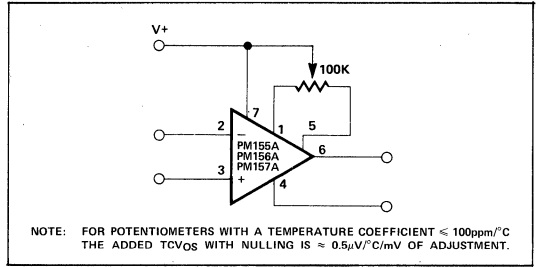 V+
100K
7
1
5
2
−
PM155A
PM156A
PM157A
6
3
+
4
NOTE: FOR POTENTIOMETERS WITH A TEMPERATURE COEFFICIENT ⩽ 100ppm/°C
THE ADDED TCVOS WITH NULLING IS ≈ 0.5μV/°C/mV OF ADJUSTMENT.